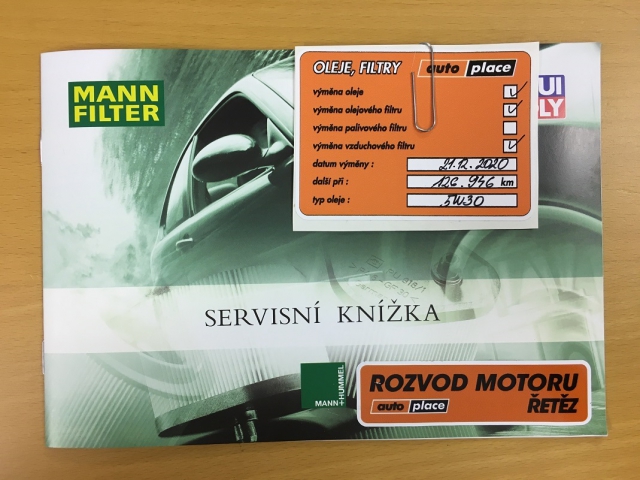 MANN
FILTER
OLEJE, FILTRY auto place
výměna oleje
výměna olejového filtru
výměna palivového filtru
výměna vzduchového filtru
datum výměny : 21.12.2020
další při : 126.946 km
typ oleje : 5W30
UI
LY
SERVISNÍ KNÍŽKA
MANN+HUMMEL
ROZVOD MOTORU
auto place ŘETĚZ